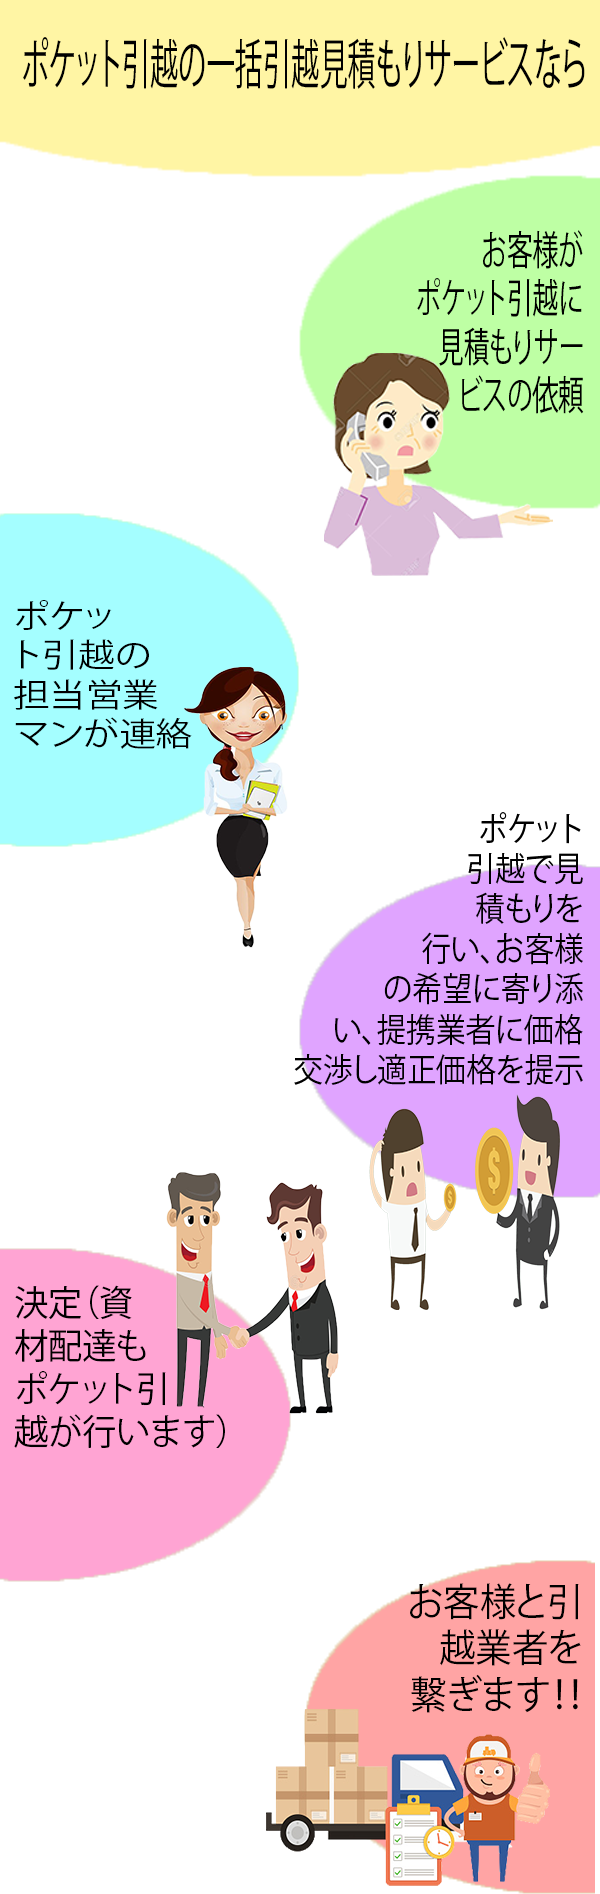 ポケット引越の一括引越見積もりサービスなら
お客様が
ポケット引越に
見積もりサー
ビスの依頼
ポケッ
ト引越の
担当営業
マンが連絡
ポケット
引越で見
積もりを
行い、お客様
の希望に寄り添
い、提携業者に価格
交渉し適正価格を提示
決定（資
材配達も
ポケット引
越が行います）
お客様と引
越業者を
繋ぎます！！